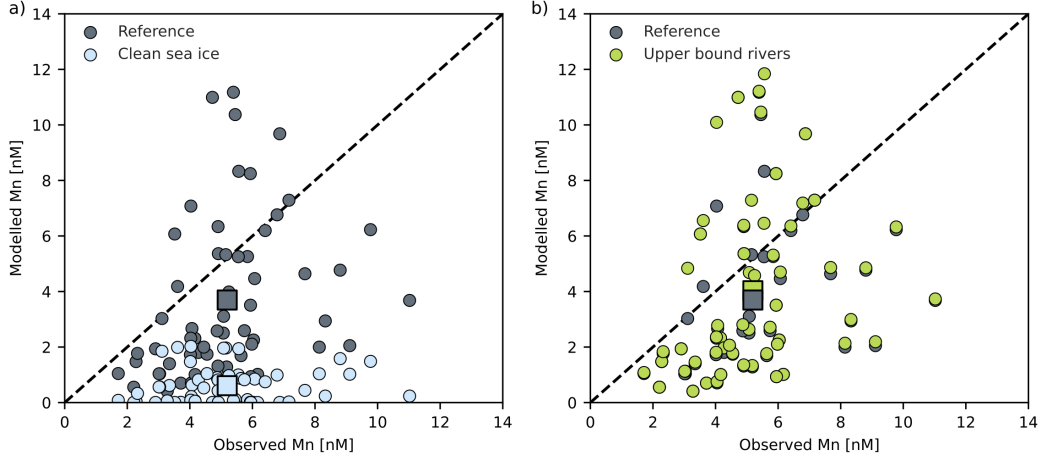 a)
Reference
Clean sea ice
Modelled Mn [nM]
14
12
10
8
6
4
2
0
0 2 4 6 8 10 12 14
Observed Mn [nM]
b)
Reference
Upper bound rivers
Modelled Mn [nM]
14
12
10
8
6
4
2
0
0 2 4 6 8 10 12 14
Observed Mn [nM]